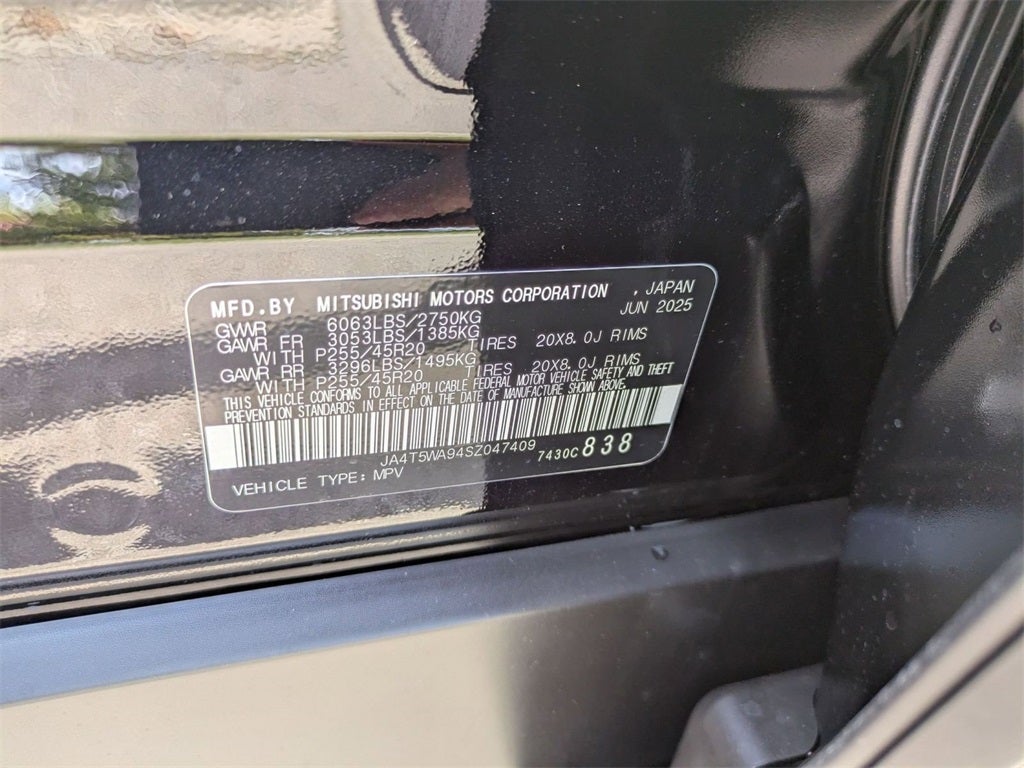 MFD.BY MITSUBISHI MOTORS CORPORATION , JAPAN
JUN 2025
GVWR 6063LBS/2750KG
GAWR FR 3053LBS/1385KG
WITH P255/45R20 TIRES 20X8.0J RIMS
GAWR RR 3296LBS/1495KG
WITH P255/45R20 TIRES 20X8.0J RIMS
THIS VEHICLE CONFORMS TO ALL APPLICABLE FEDERAL MOTOR VEHICLE SAFETY AND THEFT
PREVENTION STANDARDS IN EFFECT ON THE DATE OF MANUFACTURE SHOWN ABOVE.
JA4T5WA94SZ047409
7430C 838
VEHICLE TYPE: MPV